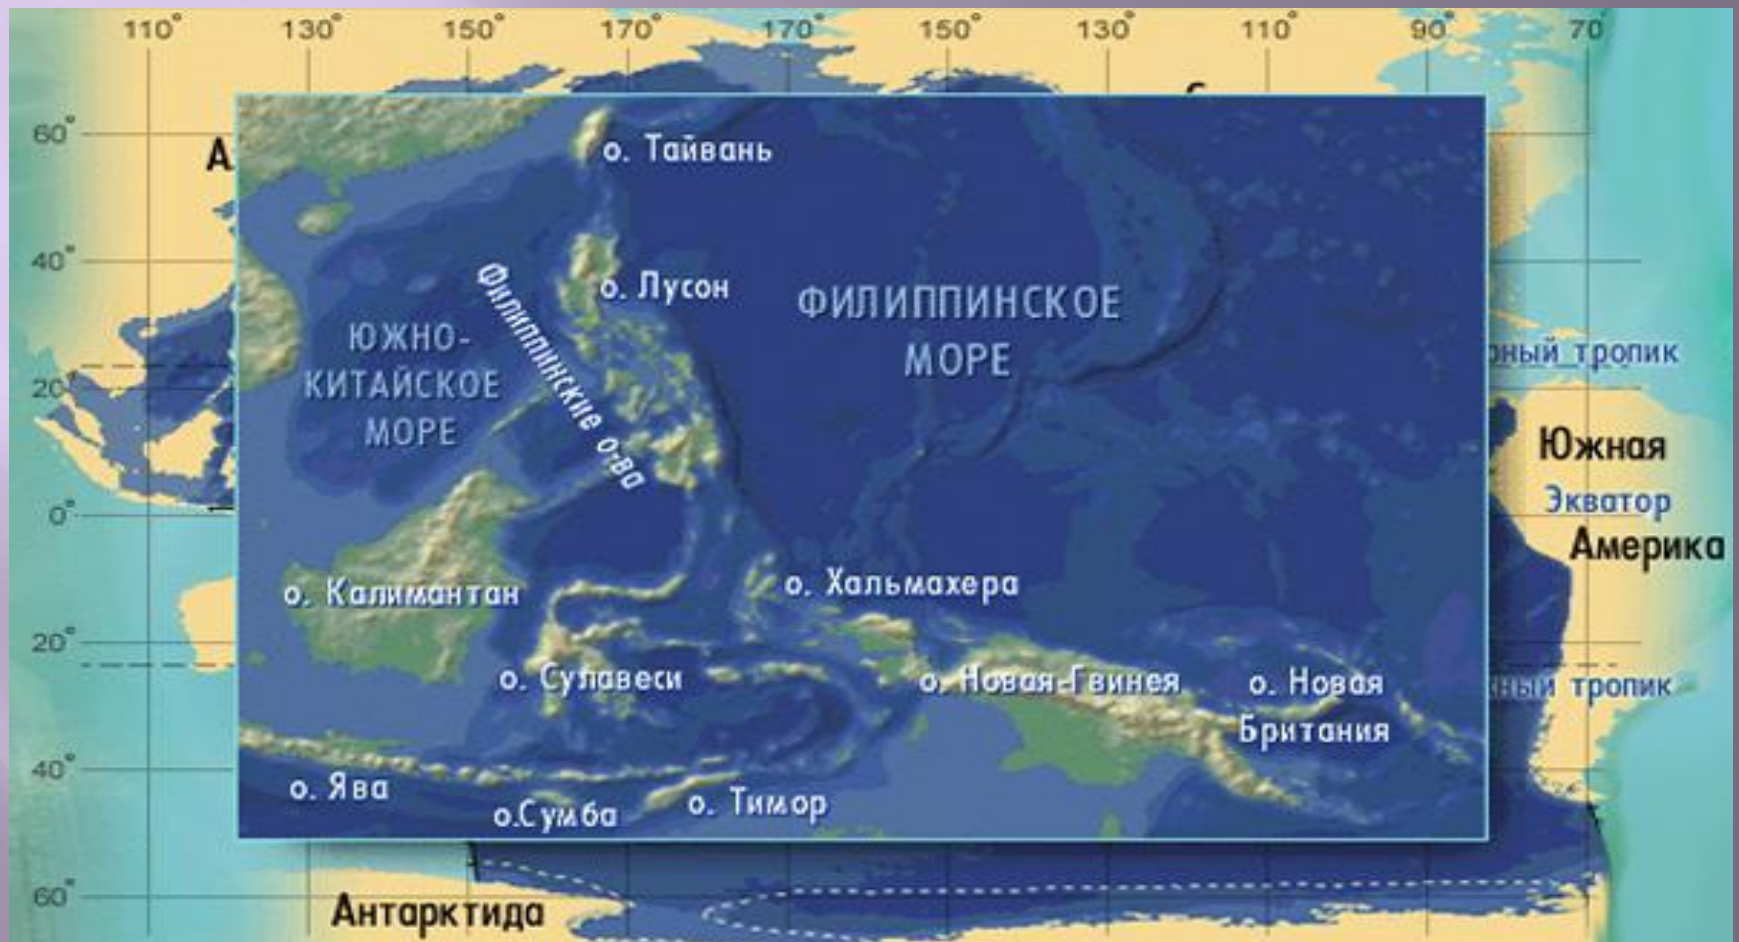 110° 130° 150° 170° 170° 150° 130° 110° 90° 70°
60°
А
о. Тайвань
40°
о. Лусон
Филиппинские о-ва
ФИЛИППИНСКОЕ
МОРЕ
ЮЖНО-
КИТАЙСКОЕ
МОРЕ
ный тропик
20°
Южная
Экватор
0°
Америка
о. Калимантан
о. Хальмахера
20°
о. Сулавеси
о. Новая-Гвинея
о. Новая
Британия
ный тропик
40°
о. Ява
о.Сумба
о. Тимор
60°
Антарктида